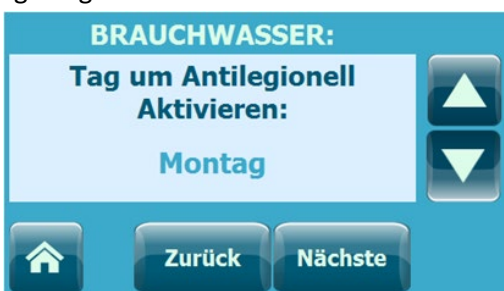 BRAUCHWASSER:
Tag um Antilegionell
Aktivieren:
Montag
Zurück Nächste